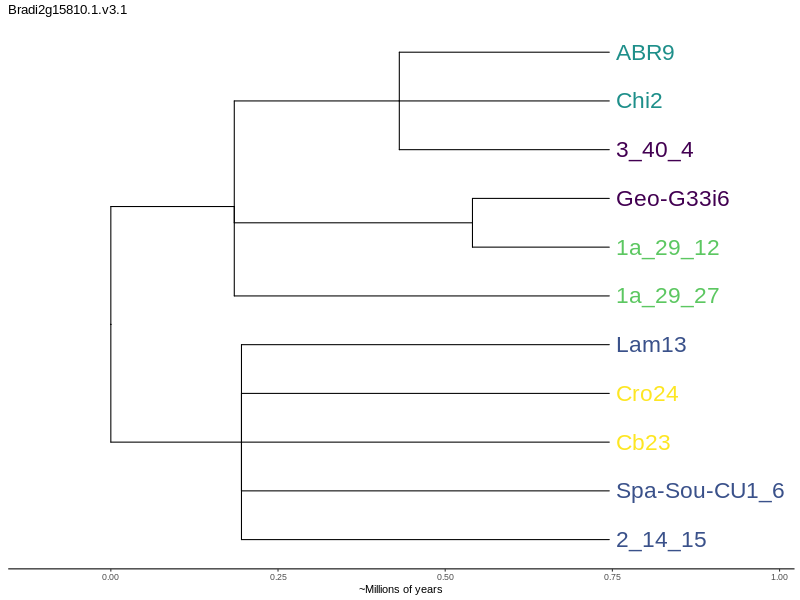 Bradi2g15810.1.v3.1
ABR9
Chi2
3_40_4
Geo-G33i6
1a_29_12
1a_29_27
Lam13
Cro24
Cb23
Spa-Sou-CU1_6
2_14_15
0.00 0.25 0.50 0.75 1.00
~Millions of years